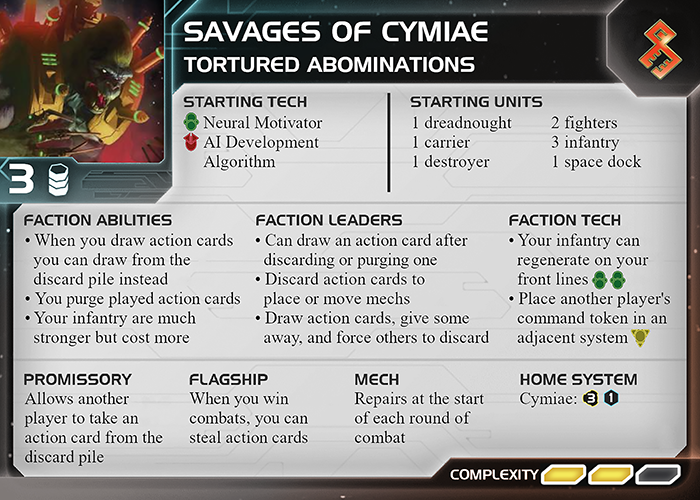 SAVAGES OF CYMIAE
TORTURED ABOMINATIONS
STARTING TECH
Neural Motivator
AI Development
Algorithm
STARTING UNITS
1 dreadnought 2 fighters
1 carrier 3 infantry
1 destroyer 1 space dock
3
FACTION ABILITIES
• When you draw action cards
you can draw from the
discard pile instead
• You purge played action cards
• Your infantry are much
stronger but cost more
FACTION LEADERS
• Can draw an action card after
discarding or purging one
• Discard action cards to
place or move mechs
• Draw action cards, give some
away, and force others to discard
FACTION TECH
• Your infantry can
regenerate on your
front lines
• Place another player's
command token in an
adjacent system
PROMISSORY
Allows another
player to take an
action card from the
discard pile
FLAGSHIP
When you win
combats, you can
steal action cards
MECH
Repairs at the start
of each round of
combat
HOME SYSTEM
Cymiae: 3 1
COMPLEXITY